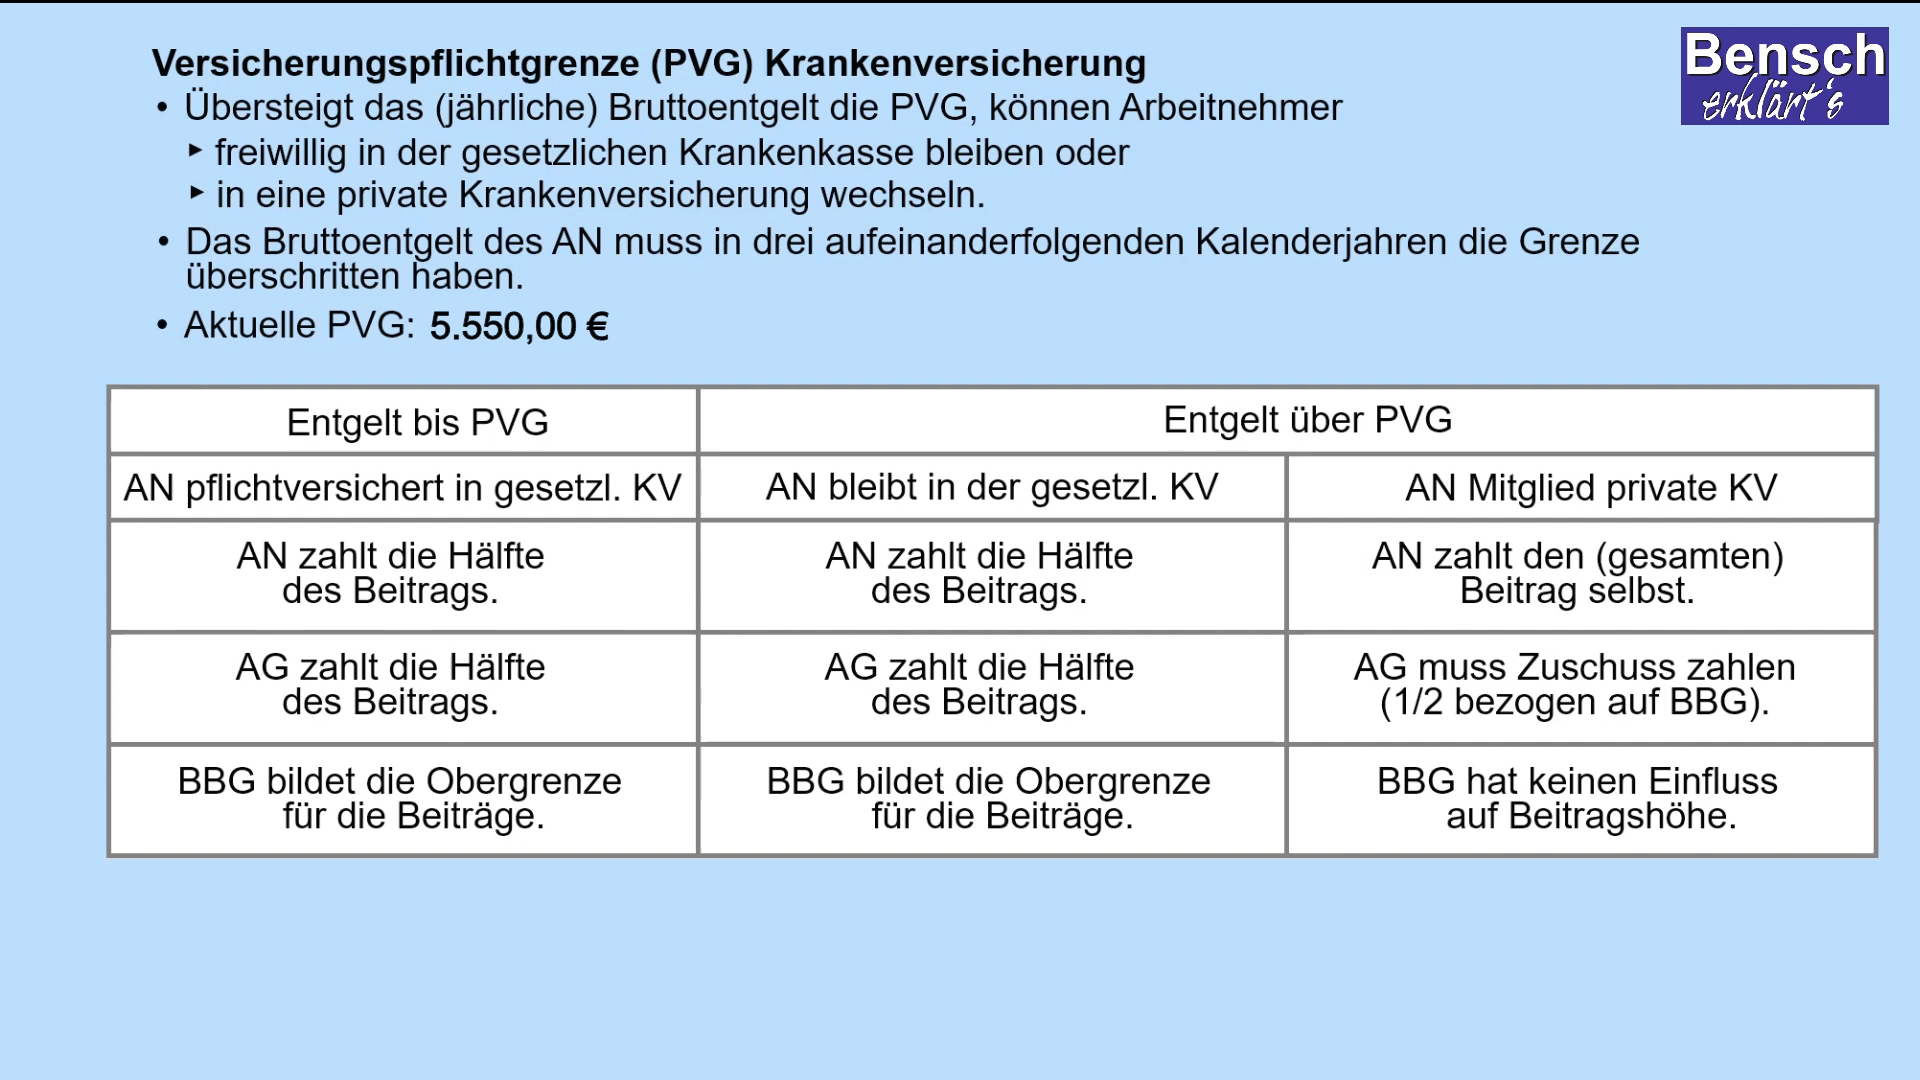 Versicherungspflichtgrenze (PVG) Krankenversicherung
Bensch
erklärt's
• Übersteigt das (jährliche) Bruttoentgelt die PVG, können Arbeitnehmer
‣ freiwillig in der gesetzlichen Krankenkasse bleiben oder
‣ in eine private Krankenversicherung wechseln.
• Das Bruttoentgelt des AN muss in drei aufeinanderfolgenden Kalenderjahren die Grenze
überschritten haben.
• Aktuelle PVG: 5.550,00 €
Entgelt bis PVG
Entgelt über PVG
AN pflichtversichert in gesetzl. KV
AN bleibt in der gesetzl. KV
AN Mitglied private KV
AN zahlt die Hälfte
des Beitrags.
AN zahlt die Hälfte
des Beitrags.
AN zahlt den (gesamten)
Beitrag selbst.
AG zahlt die Hälfte
des Beitrags.
AG zahlt die Hälfte
des Beitrags.
AG muss Zuschuss zahlen
(1/2 bezogen auf BBG).
BBG bildet die Obergrenze
für die Beiträge.
BBG bildet die Obergrenze
für die Beiträge.
BBG hat keinen Einfluss
auf Beitragshöhe.